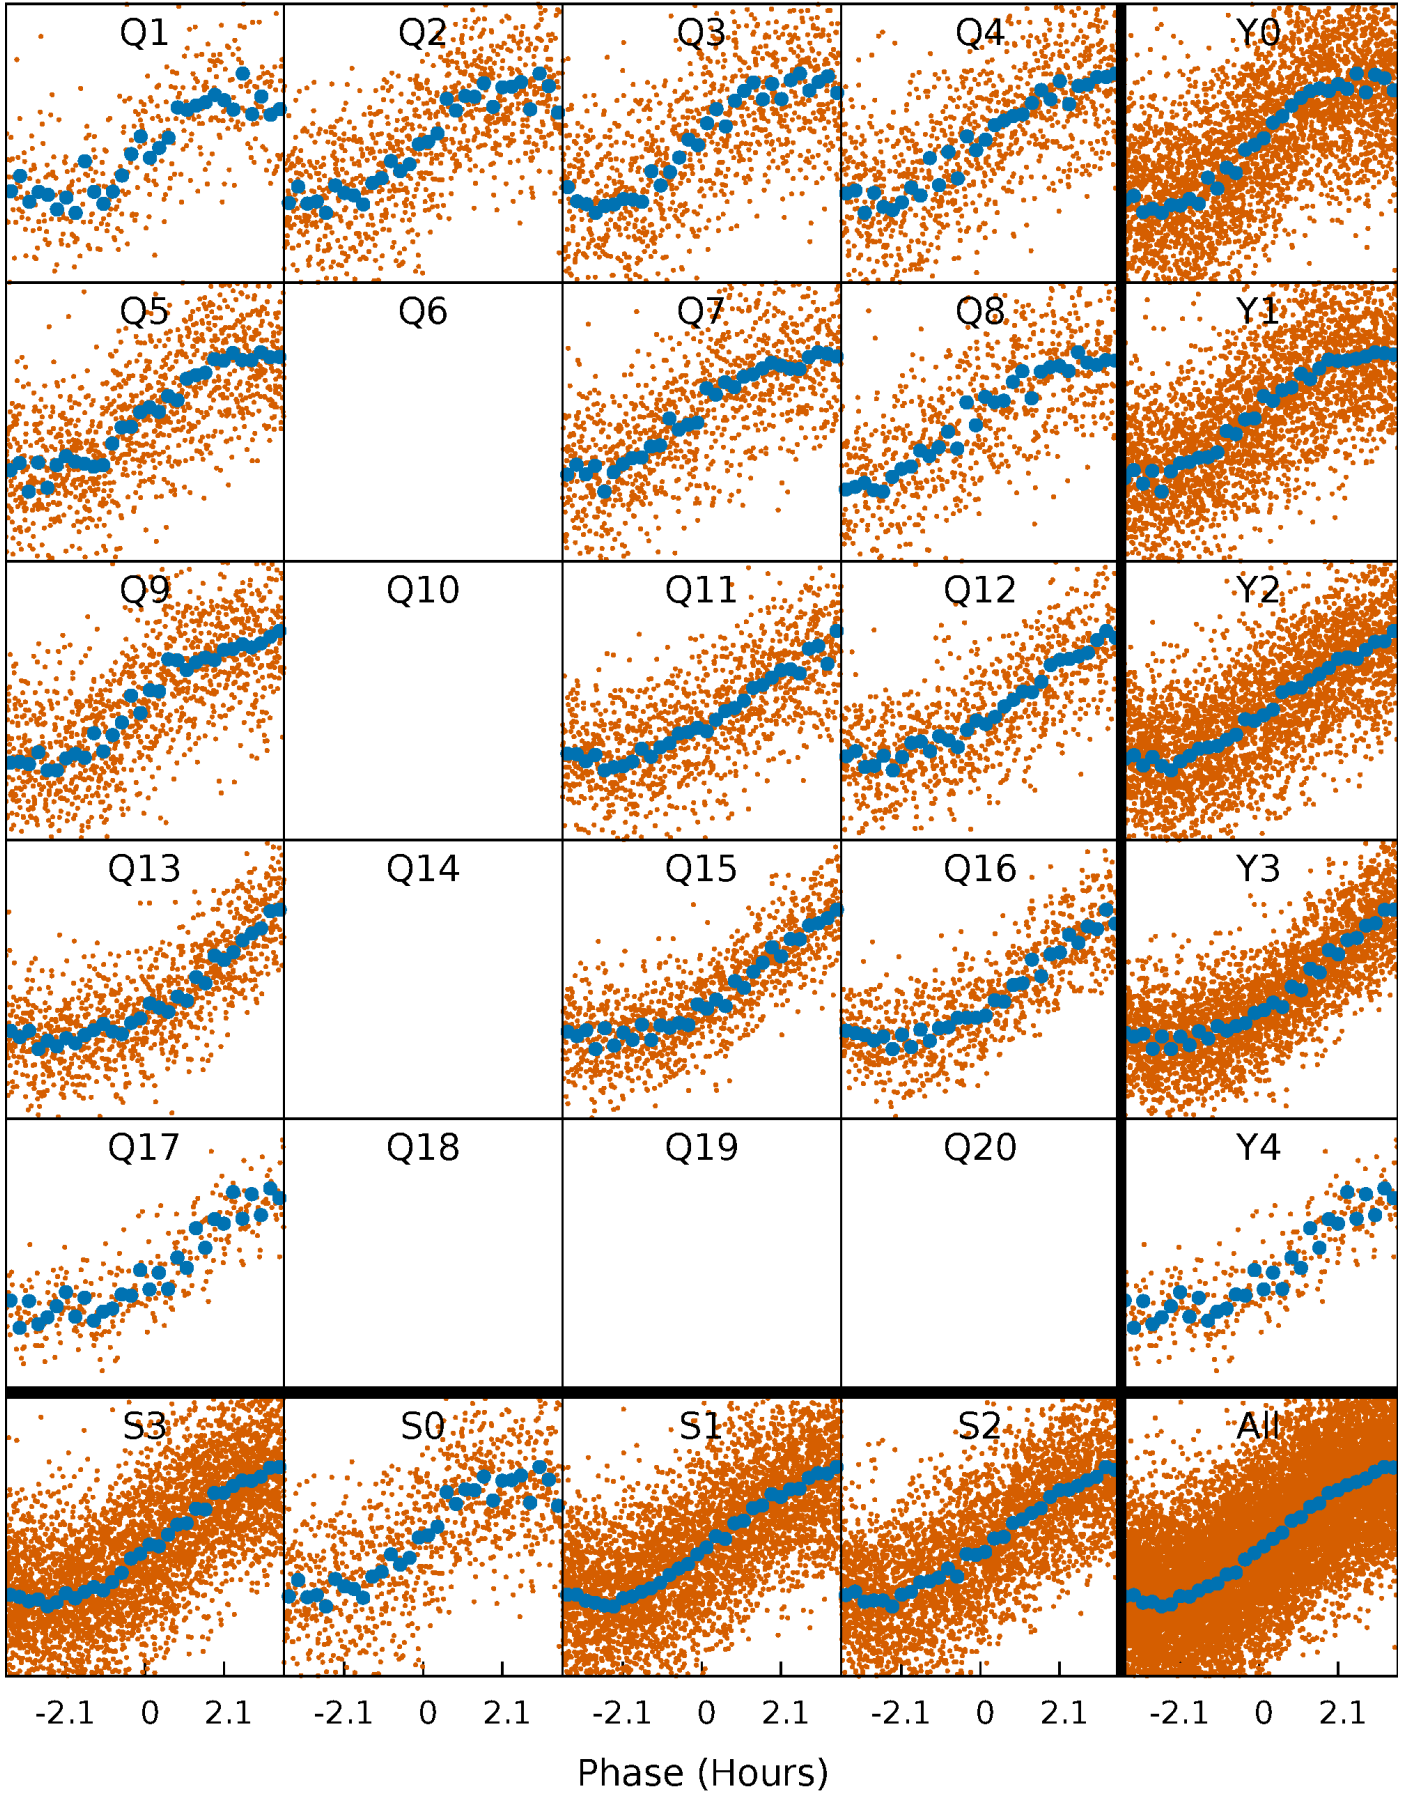 Q1 Q2 Q3 Q4 Y0
Q5 Q6 Q7 Q8 Y1
Q9 Q10 Q11 Q12 Y2
Q13 Q14 Q15 Q16 Y3
Q17 Q18 Q19 Q20 Y4
S3 S0 S1 S2 All
-2.1 0 2.1 -2.1 0 2.1 -2.1 0 2.1 -2.1 0 2.1 -2.1 0 2.1
Phase (Hours)